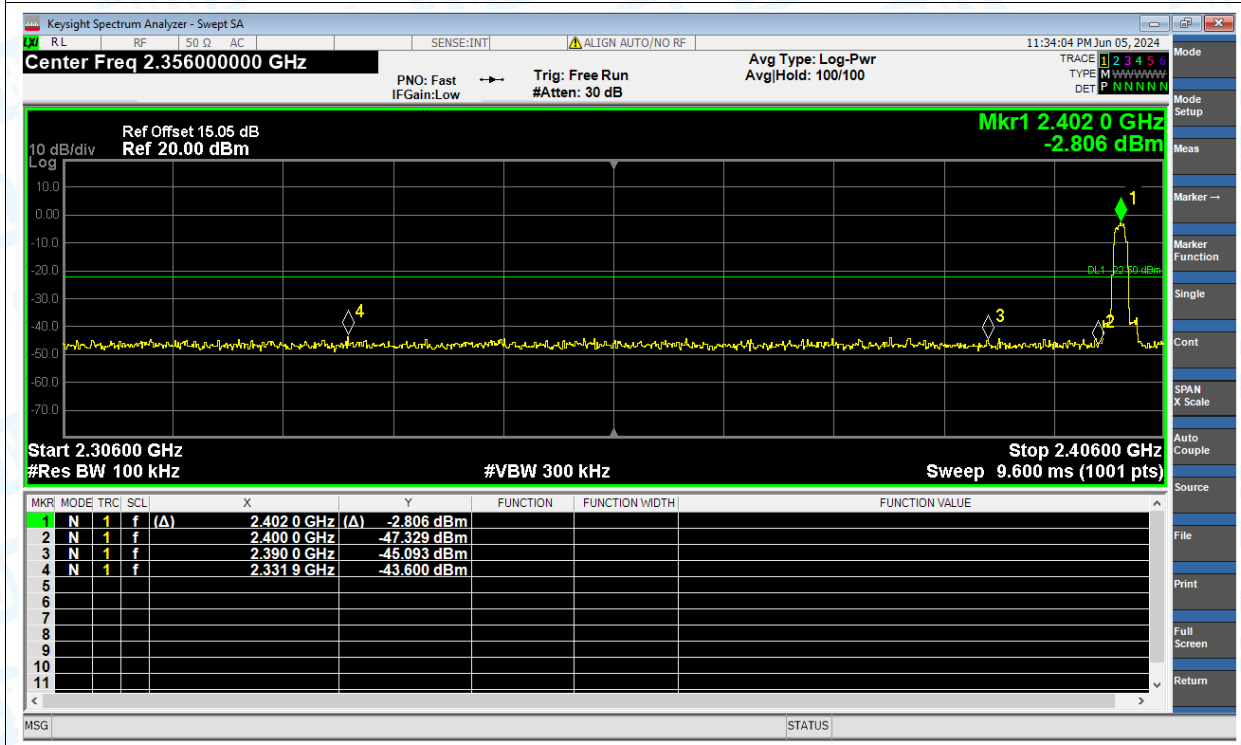 Keysight Spectrum Analyzer - Swept SA
LXI RL RF 50 Ω AC SENSE:INT ALIGN AUTO/NO RF 11:34:04 PM Jun 05, 2024
Center Freq 2.356000000 GHz
PNO: Fast
IFGain:Low
Trig: Free Run
#Atten: 30 dB
Avg Type: Log-Pwr
Avg|Hold: 100/100
TRACE 1 2 3 4 5 6
TYPE M W W W W W
DET P N N N N N
Ref Offset 15.05 dB
Ref 20.00 dBm
10 dB/div
Log
Mkr1 2.402 0 GHz
-2.806 dBm
10.0
0.00
-10.0
-20.0
-30.0
-40.0
-50.0
-60.0
-70.0
1
DL1 -22.50 dBm
4
3
2
Start 2.30600 GHz
Stop 2.40600 GHz
#Res BW 100 kHz
#VBW 300 kHz
Sweep 9.600 ms (1001 pts)
MKR MODE TRC SCL X Y FUNCTION FUNCTION WIDTH FUNCTION VALUE
1 N 1 f (Δ) 2.402 0 GHz (Δ) -2.806 dBm
2 N 1 f 2.400 0 GHz -47.329 dBm
3 N 1 f 2.390 0 GHz -45.093 dBm
4 N 1 f 2.331 9 GHz -43.600 dBm
5
6
7
8
9
10
11
MSG
STATUS
Mode
Mode
Setup
Meas
Marker →
Marker
Function
Single
Cont
SPAN
X Scale
Auto
Couple
Source
File
Print
Full
Screen
Return